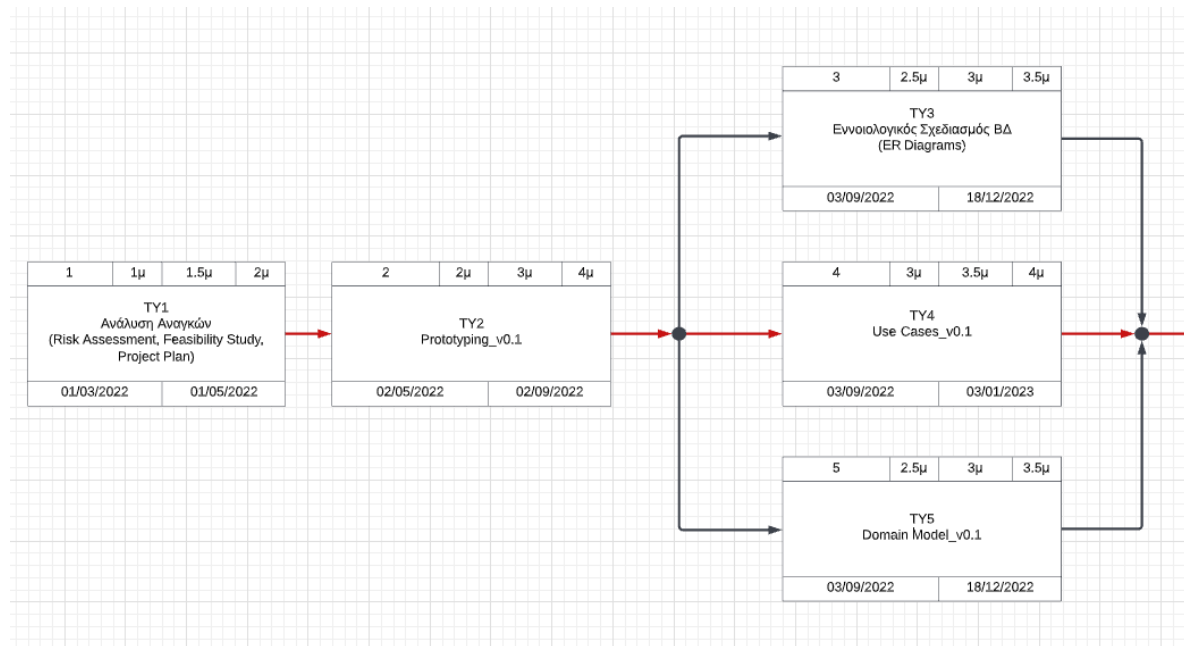 3 2.5μ 3μ 3.5μ
TY3
Εννοιολογικός Σχεδιασμός ΒΔ
(ER Diagrams)
03/09/2022 18/12/2022
1 1μ 1.5μ 2μ
TY1
Ανάλυση Αναγκών
(Risk Assessment, Feasibility Study,
Project Plan)
01/03/2022 01/05/2022
2 2μ 3μ 4μ
TY2
Prototyping_v0.1
02/05/2022 02/09/2022
4 3μ 3.5μ 4μ
TY4
Use Cases_v0.1
03/09/2022 03/01/2023
5 2.5μ 3μ 3.5μ
TY5
Domain Model_v0.1
03/09/2022 18/12/2022